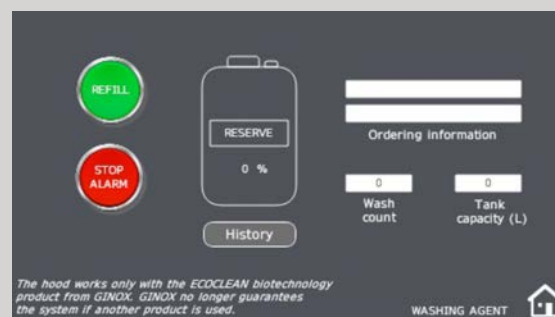 REFILL
STOP
ALARM
RESERVE
0 %
History
Ordering information
0
Wash
count
0
Tank
capacity (L)
The hood works only with the ECOCLEAN biotechnology
product from GINOX. GINOX no longer guarantees
the system if another product is used.
WASHING AGENT